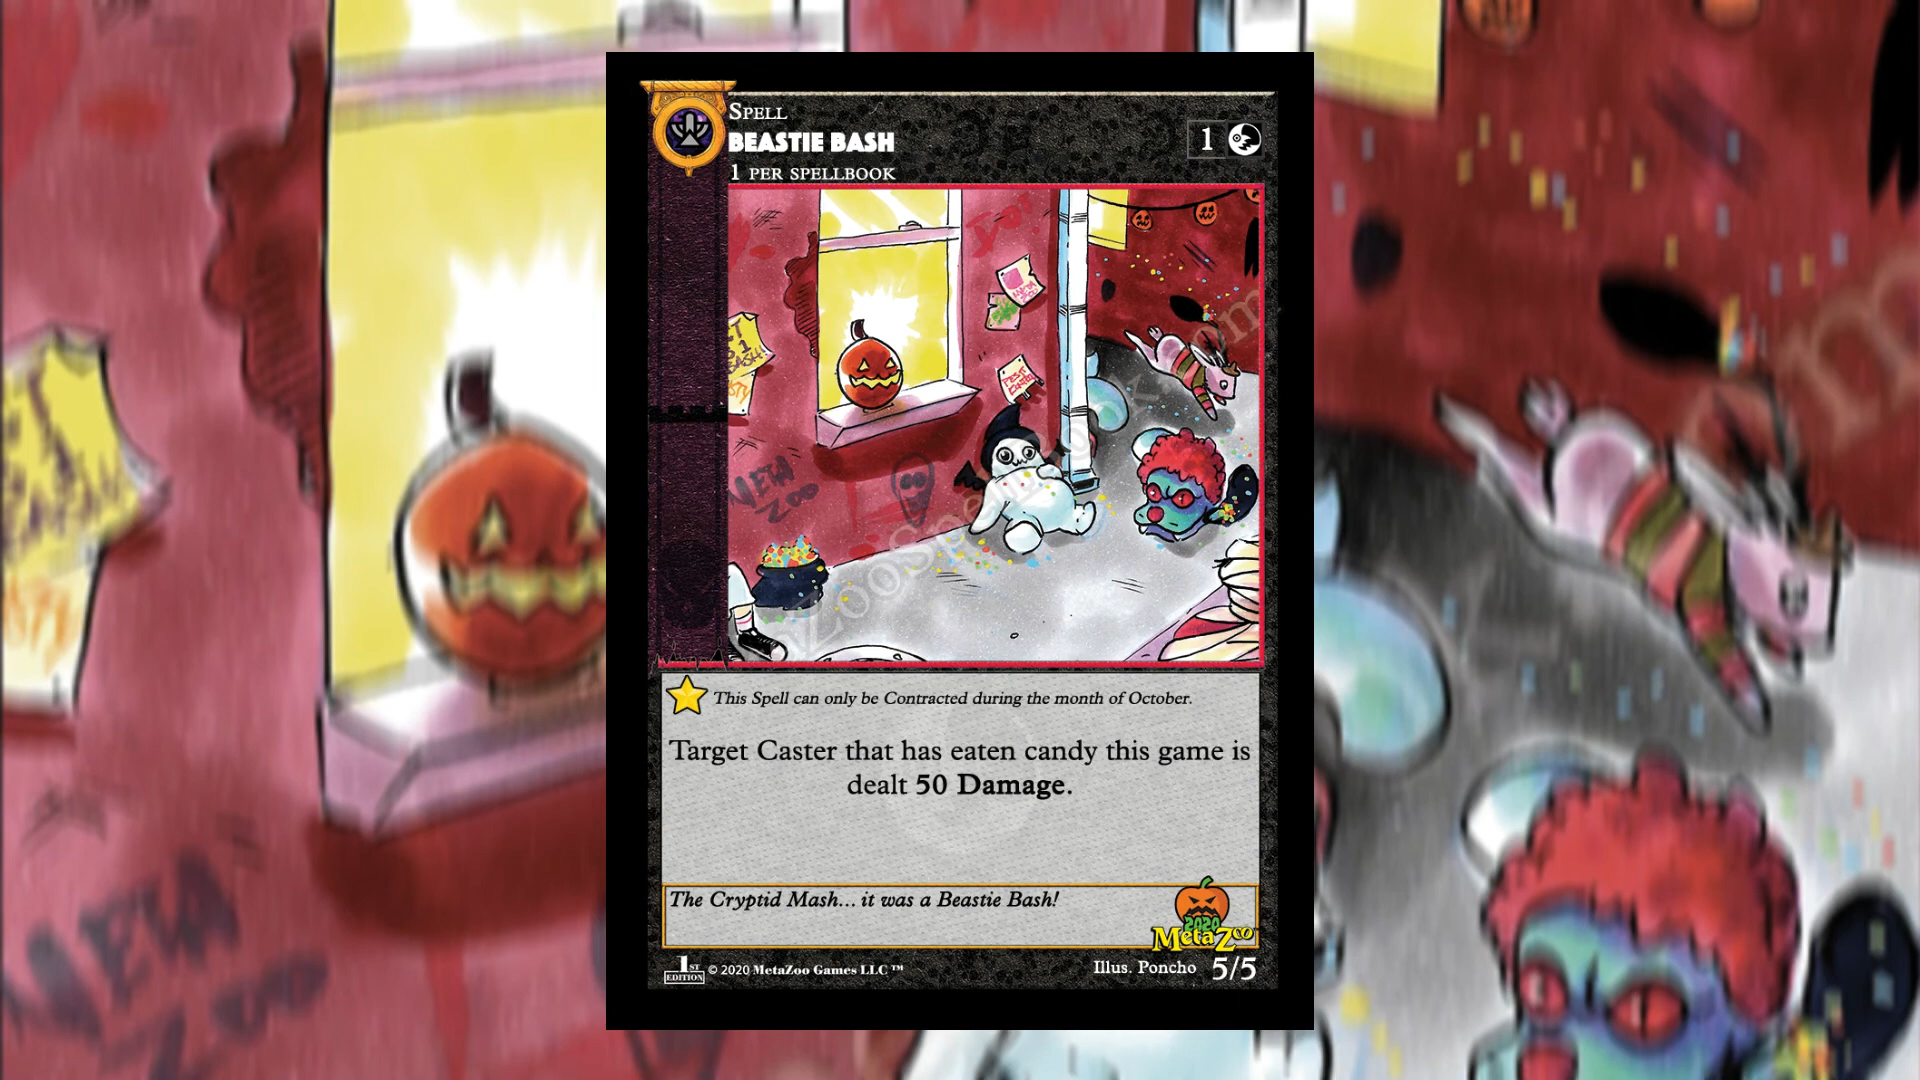 SPELL
BEASTIE BASH
1 PER SPELLBOOK
1
NEW
ZOO
This Spell can only be Contracted during the month of October.
Target Caster that has eaten candy this game is
dealt 50 Damage.
The Cryptid Mash... it was a Beastie Bash!
2020
MetaZoo
1ST
EDITION
© 2020 MetaZoo Games LLC ™
Illus. Poncho 5/5